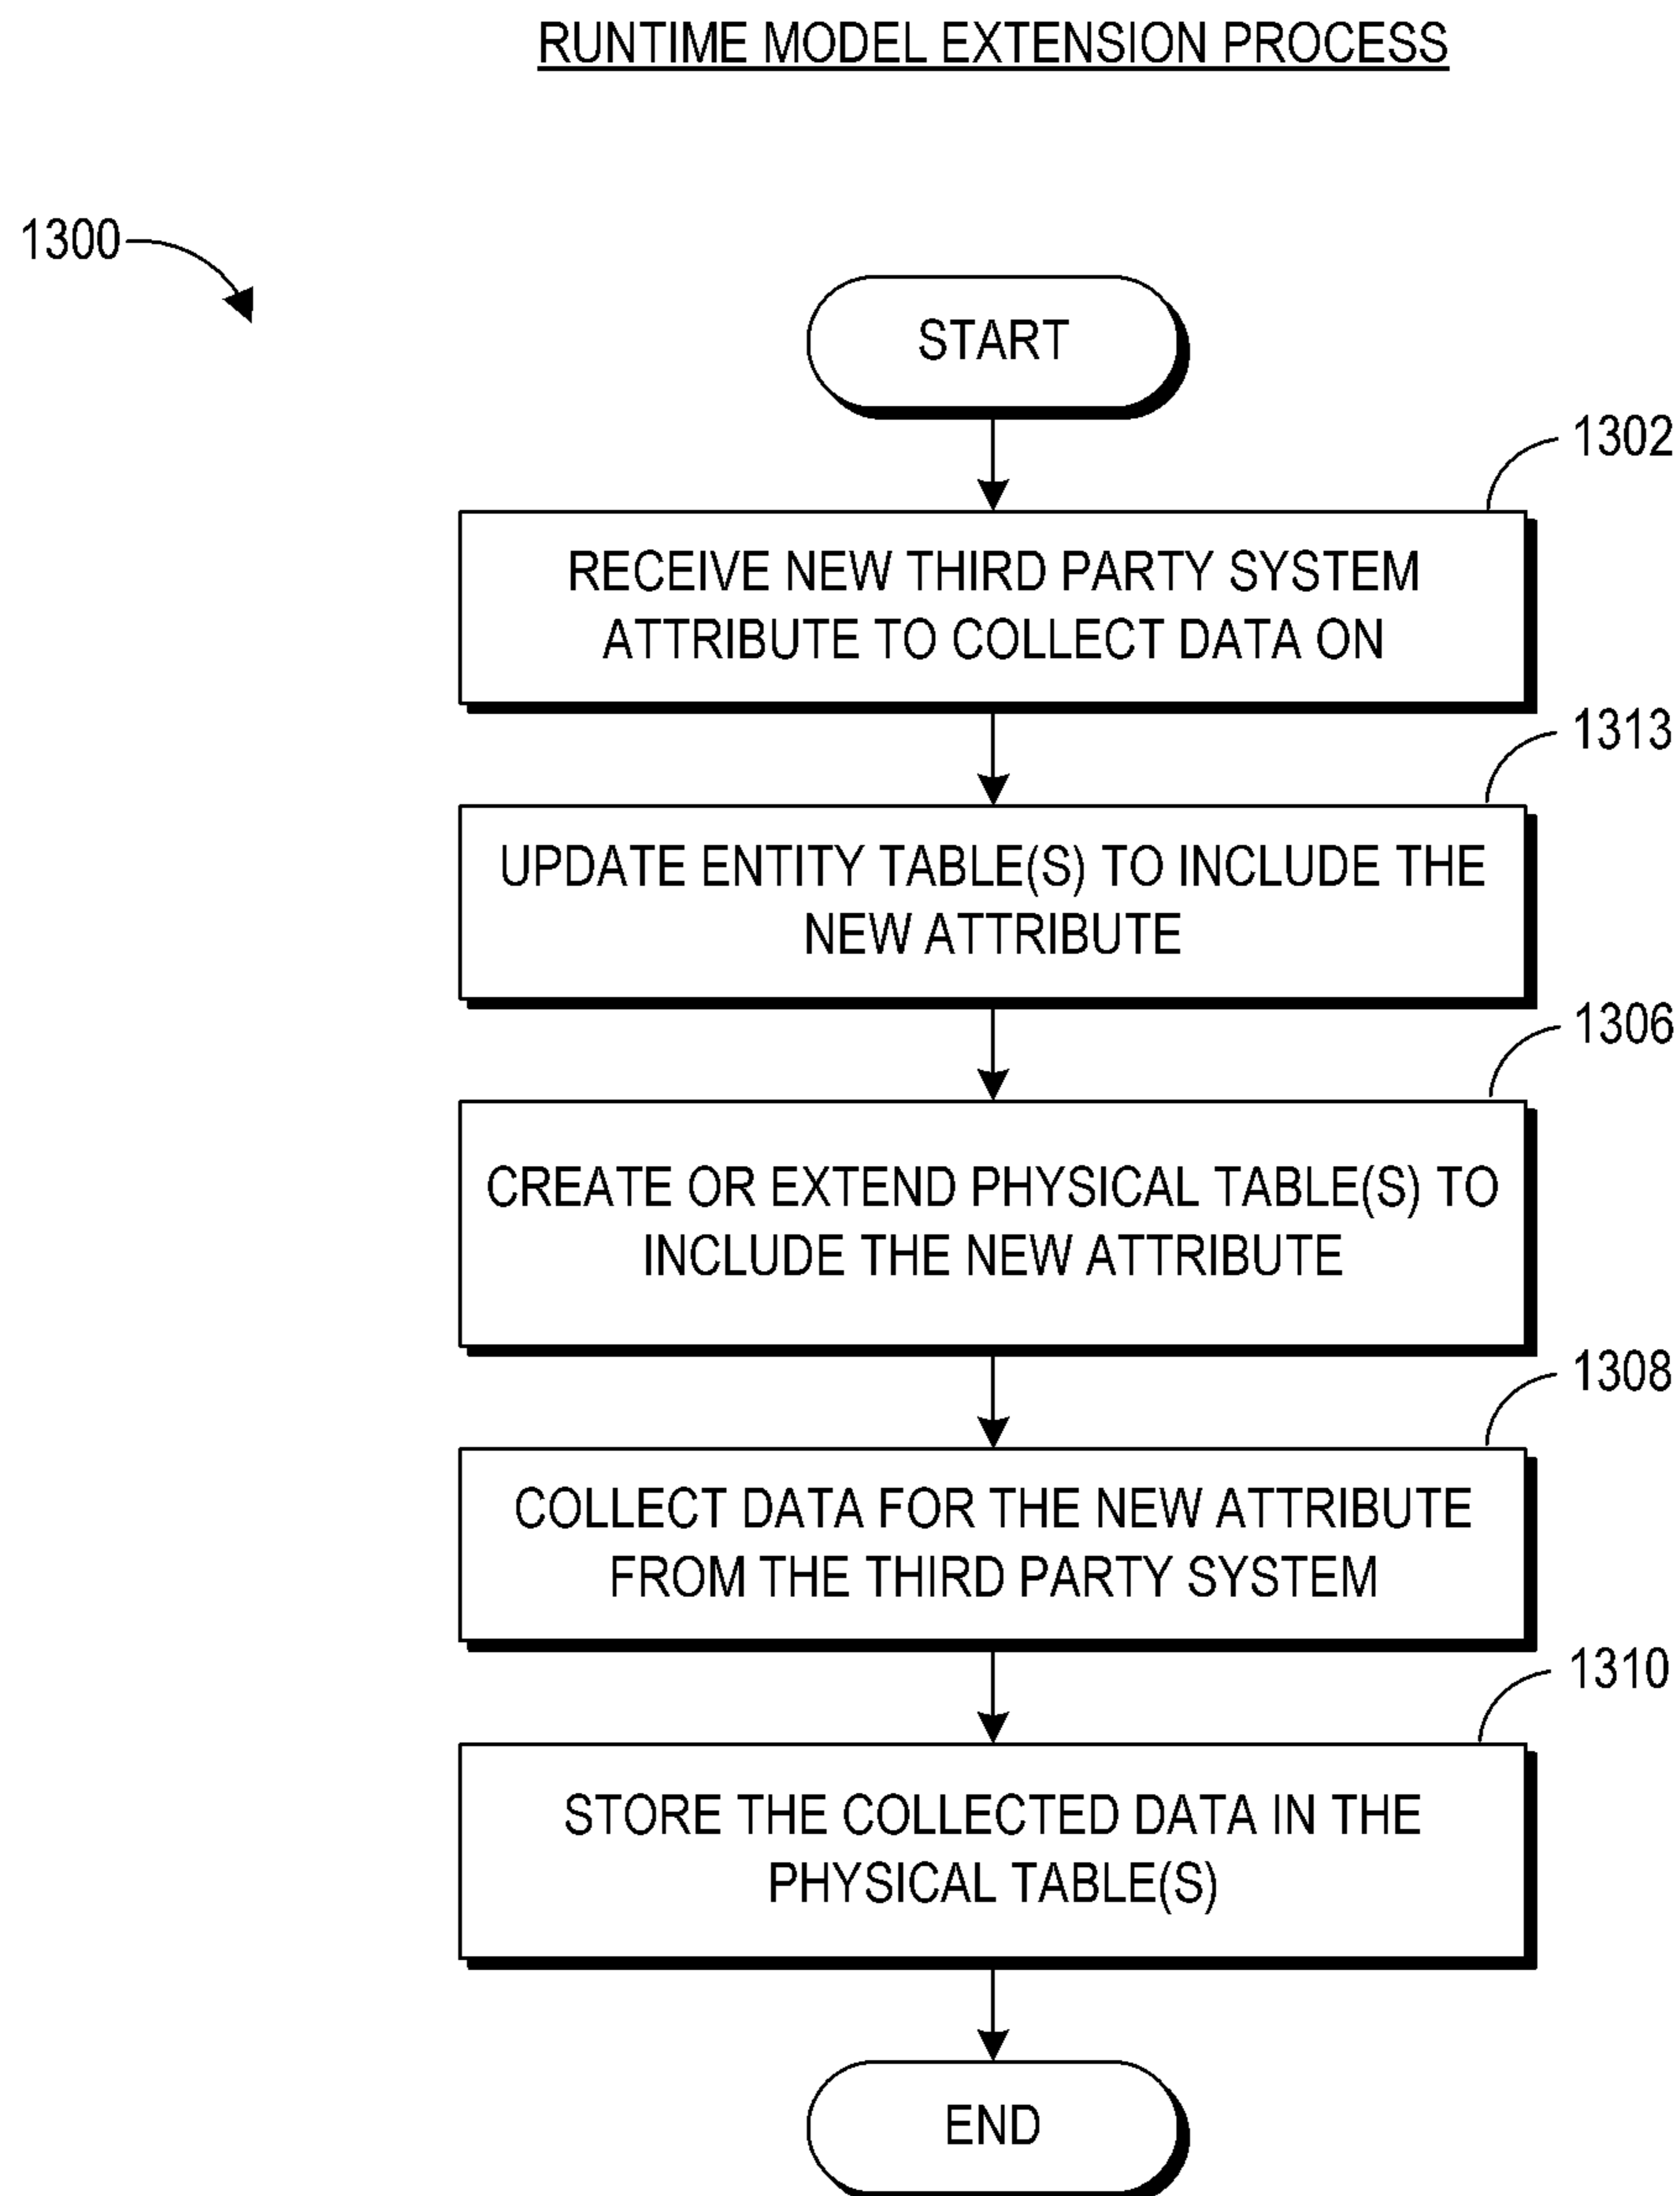 RUNTIME MODEL EXTENSION PROCESS
1300
START
1302
RECEIVE NEW THIRD PARTY SYSTEM
ATTRIBUTE TO COLLECT DATA ON
1313
UPDATE ENTITY TABLE(S) TO INCLUDE THE
NEW ATTRIBUTE
1306
CREATE OR EXTEND PHYSICAL TABLE(S) TO
INCLUDE THE NEW ATTRIBUTE
1308
COLLECT DATA FOR THE NEW ATTRIBUTE
FROM THE THIRD PARTY SYSTEM
1310
STORE THE COLLECTED DATA IN THE
PHYSICAL TABLE(S)
END